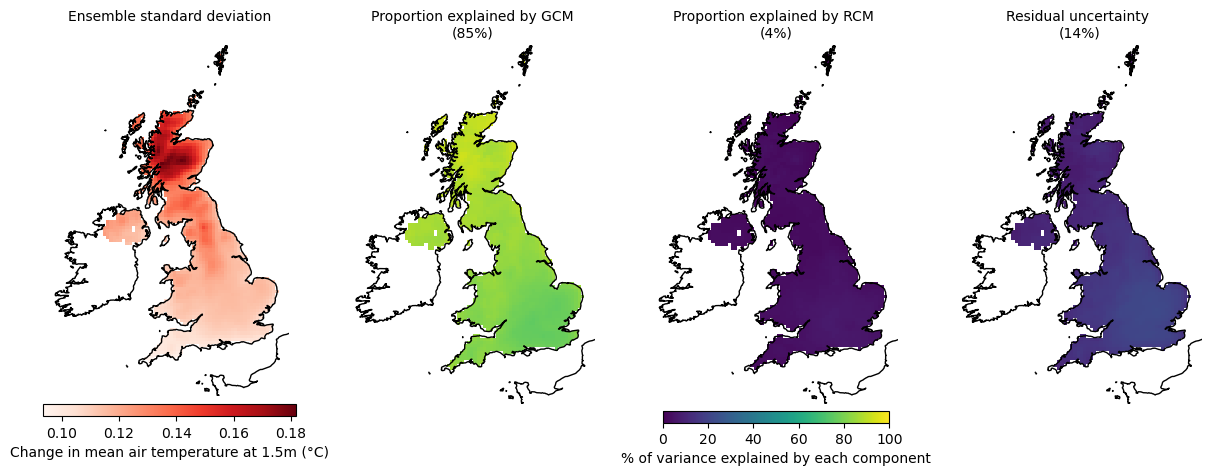 Ensemble standard deviation
Proportion explained by GCM
(85%)
Proportion explained by RCM
(4%)
Residual uncertainty
(14%)
0.10 0.12 0.14 0.16 0.18
Change in mean air temperature at 1.5m (°C)
0 20 40 60 80 100
% of variance explained by each component